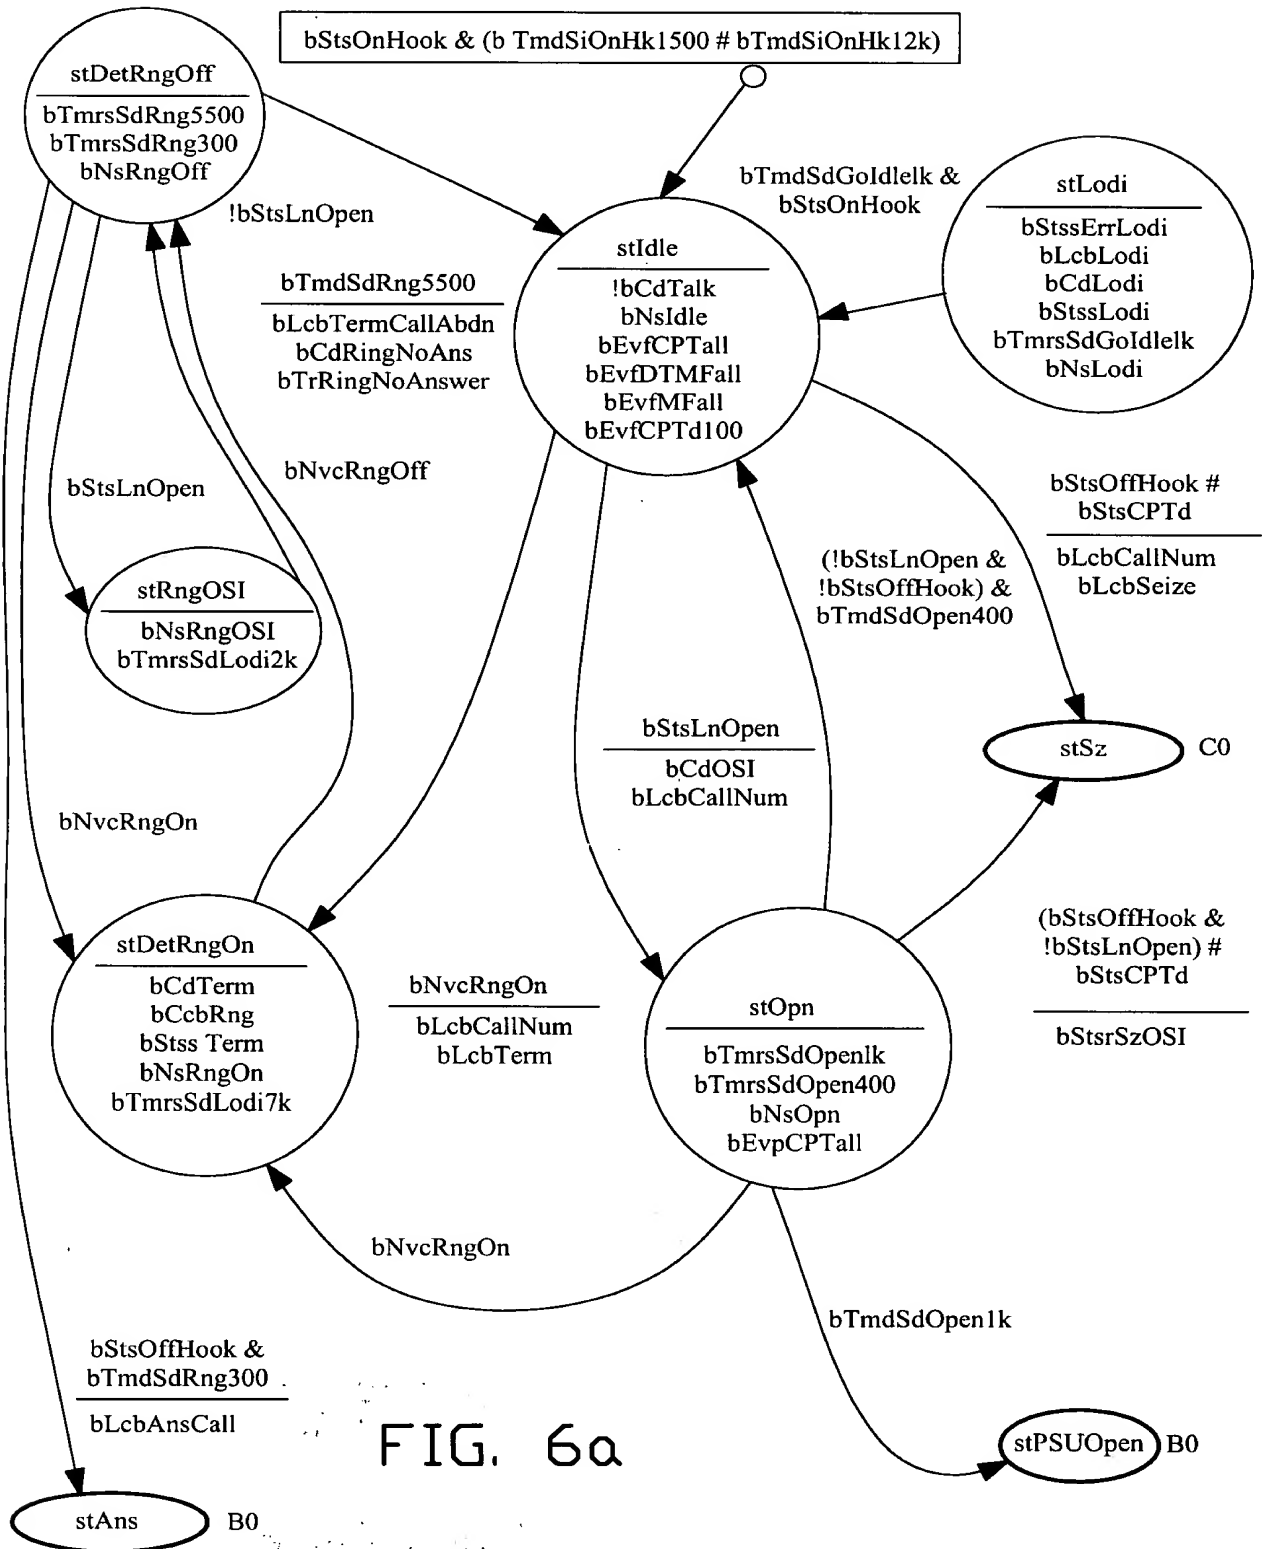 bStsOnHook & (b TmdSiOnHk1500 # bTmdSiOnHk12k)
stDetRngOff
bTmrsSdRng5500
bTmrsSdRng300
bNsRngOff
!bStsLnOpen
bTmdSdGoIdlelk &
bStsOnHook
stLodi
bStssErrLodi
bLcbLodi
bCdLodi
bStssLodi
bTmrsSdGoIdlelk
bNsLodi
stIdle
!bCdTalk
bNsIdle
bEvfCPTall
bEvfDTMFall
bEvfMFall
bEvfCPTd100
bTmdSdRng5500
bLcbTermCallAbdn
bCdRingNoAns
bTrRingNoAnswer
bNvcRngOff
bStsLnOpen
bStsOffHook #
bStsCPTd
bLcbCallNum
bLcbSeize
(!bStsLnOpen &
!bStsOffHook) &
bTmdSdOpen400
stRngOSI
bNsRngOSI
bTmrsSdLodi2k
bStsLnOpen
bCdOSI
bLcbCallNum
stSz
C0
bNvcRngOn
stDetRngOn
bCdTerm
bCcbRng
bStss Term
bNsRngOn
bTmrsSdLodi7k
bNvcRngOn
bLcbCallNum
bLcbTerm
stOpn
bTmrsSdOpenlk
bTmrsSdOpen400
bNsOpn
bEvpCPTall
(bStsOffHook &
!bStsLnOpen) #
bStsCPTd
bStsrSzOSI
bNvcRngOn
bTmdSdOpen1k
bStsOffHook &
bTmdSdRng300
bLcbAnsCall
FIG. 6a
stPSUOpen
B0
stAns
B0